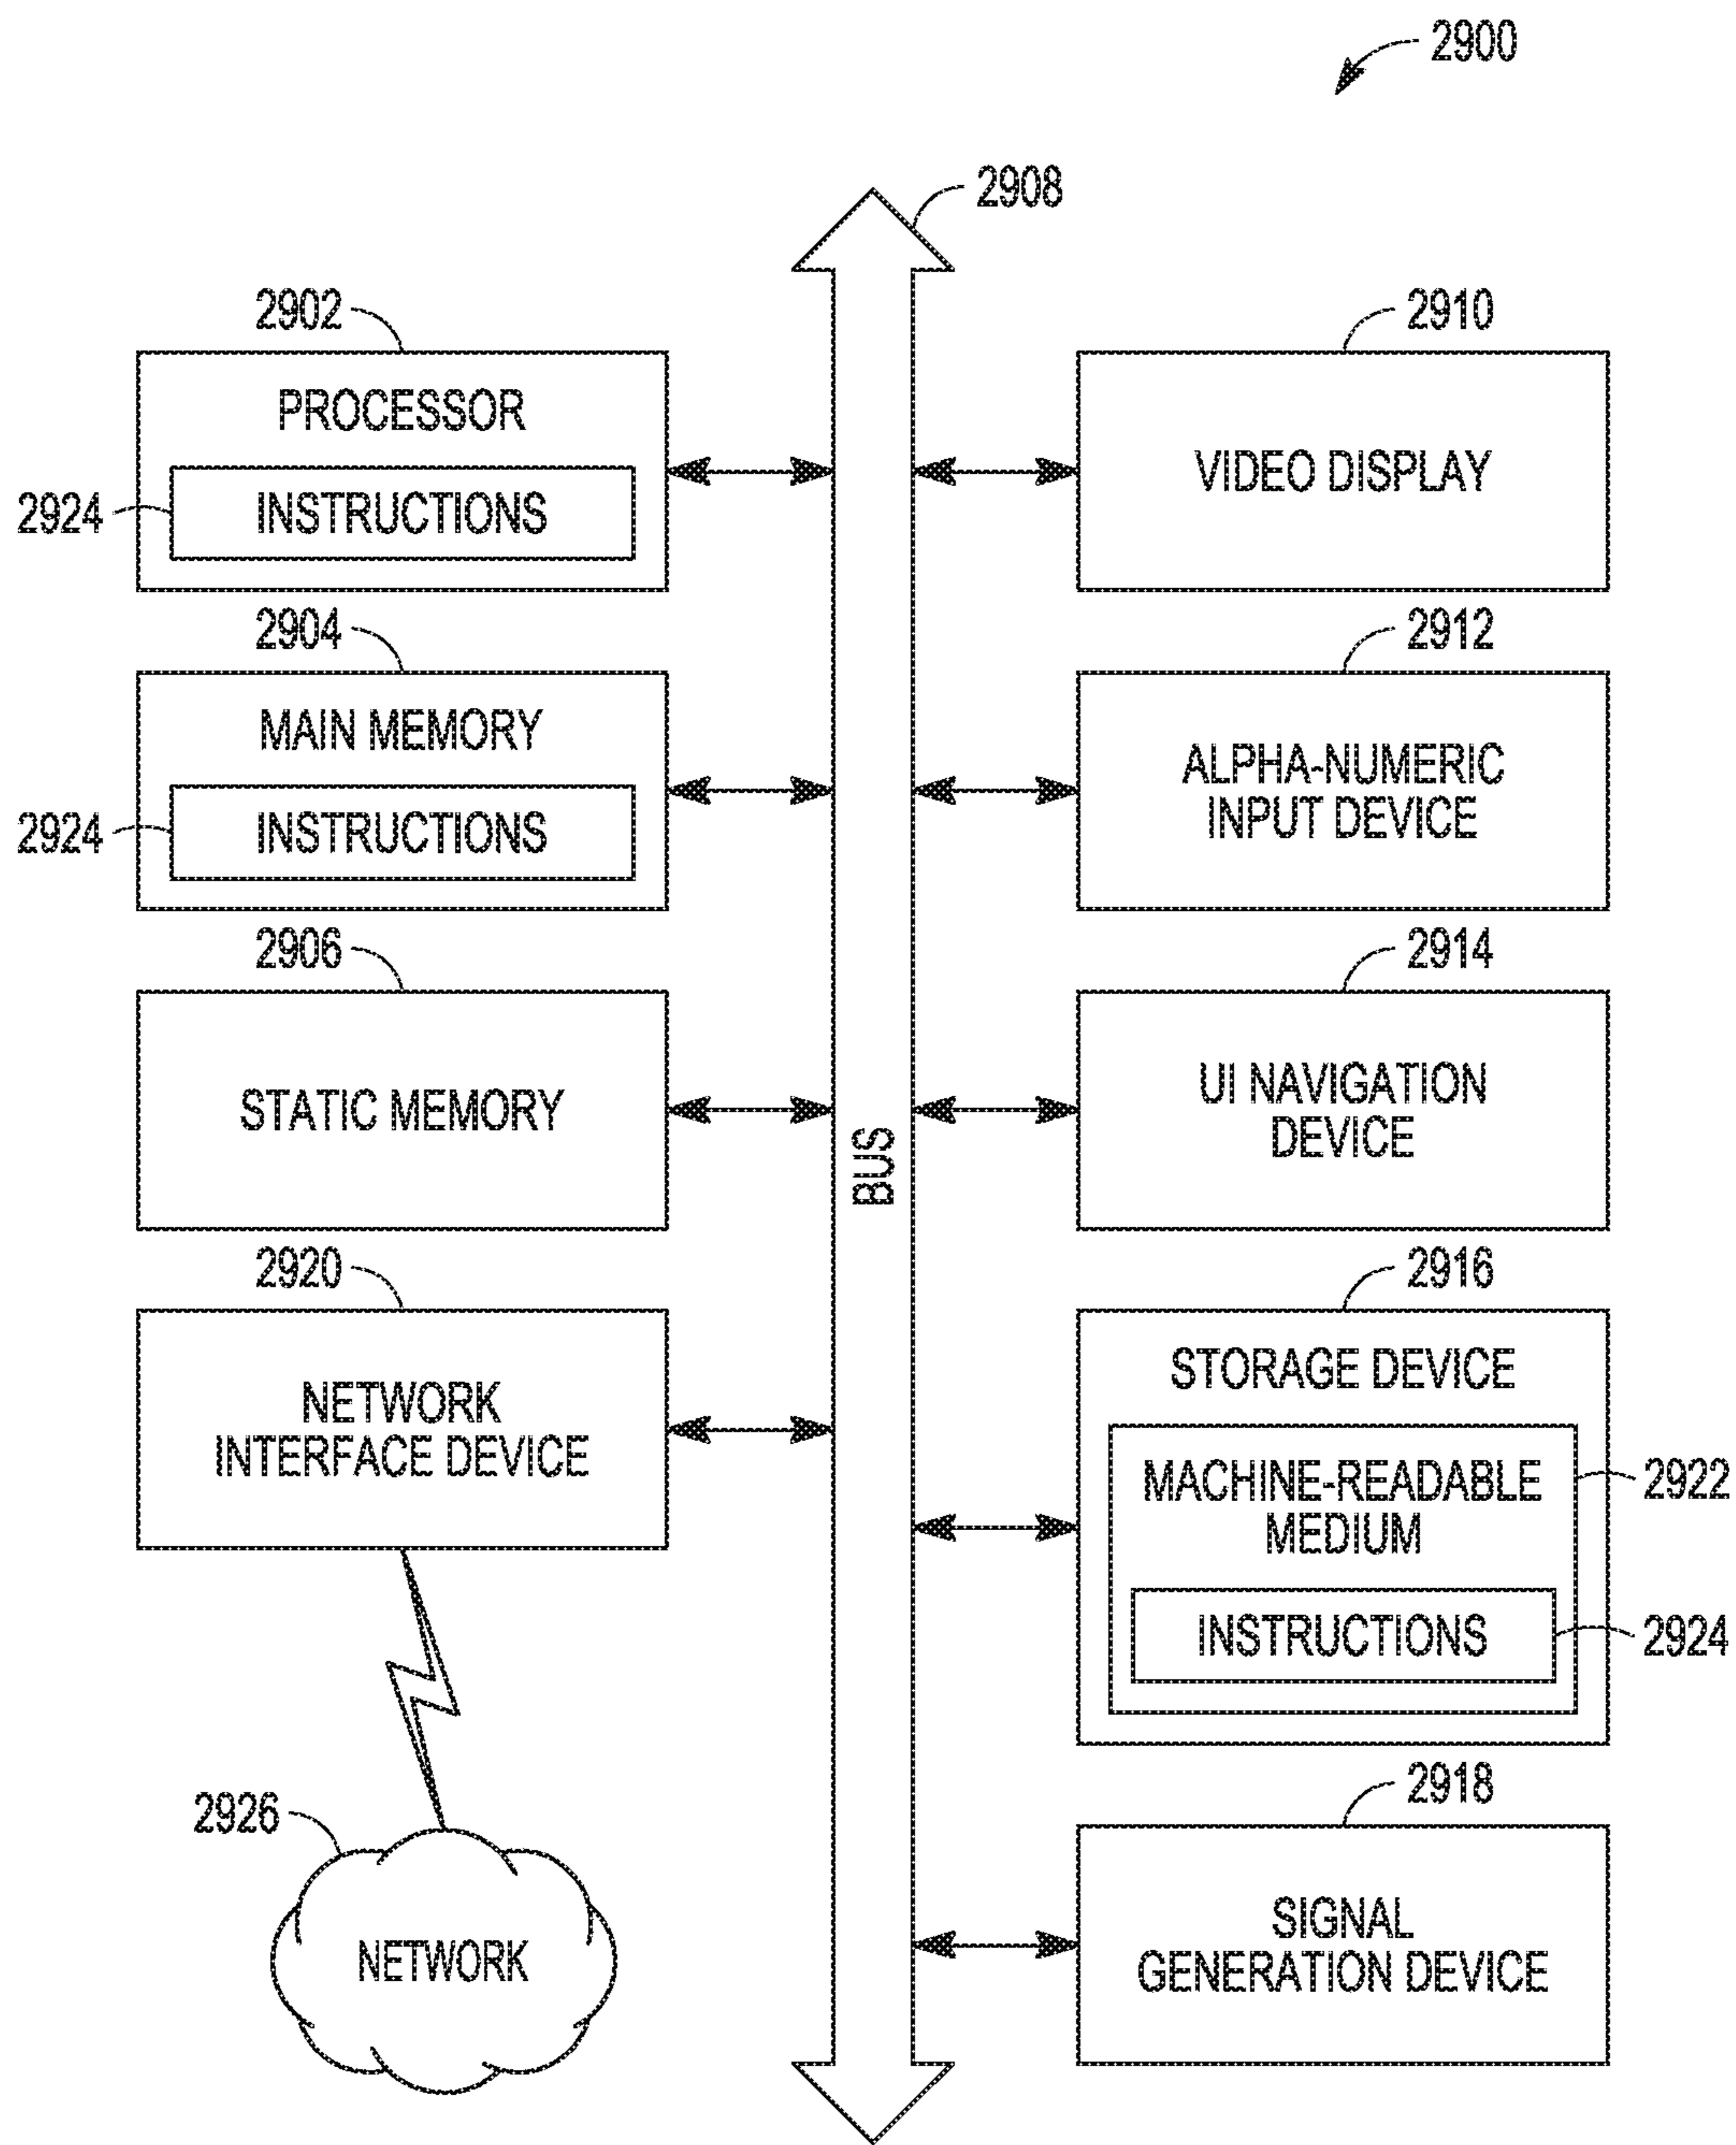 2900
2908
2902
PROCESSOR
2924
INSTRUCTIONS
2904
MAIN MEMORY
2924
INSTRUCTIONS
2906
STATIC MEMORY
2920
NETWORK
INTERFACE DEVICE
2926
NETWORK
BUS
2910
VIDEO DISPLAY
2912
ALPHA-NUMERIC
INPUT DEVICE
2914
UI NAVIGATION
DEVICE
2916
STORAGE DEVICE
MACHINE-READABLE
MEDIUM
2922
INSTRUCTIONS
2924
2918
SIGNAL
GENERATION DEVICE